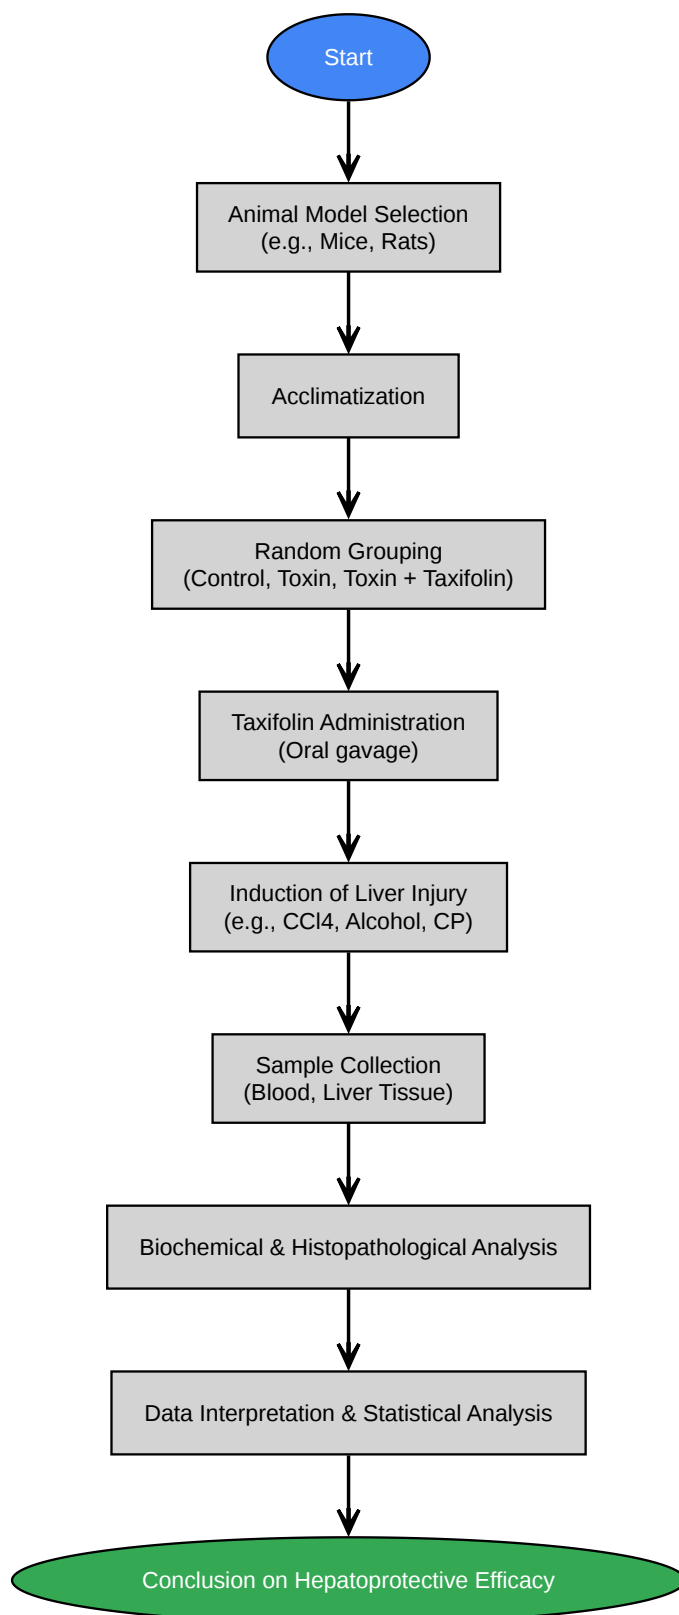 Start
Animal Model Selection
(e.g., Mice, Rats)
Acclimatization
Random Grouping
(Control, Toxin, Toxin + Taxifolin)
Taxifolin Administration
(Oral gavage)
Induction of Liver Injury
(e.g., CCl4, Alcohol, CP)
Sample Collection
(Blood, Liver Tissue)
Biochemical & Histopathological Analysis
Data Interpretation & Statistical Analysis
Conclusion on Hepatoprotective Efficacy